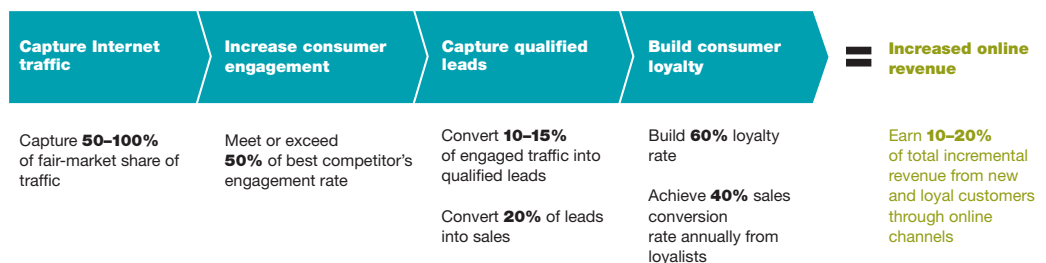 Capture Internet
traffic
Increase consumer
engagement
Capture qualified
leads
Build consumer
loyalty
=
Increased online
revenue
Capture 50–100%
of fair-market share of
traffic
Meet or exceed
50% of best competitor’s
engagement rate
Convert 10–15%
of engaged traffic into
qualified leads
Convert 20% of leads
into sales
Build 60% loyalty
rate
Achieve 40% sales
conversion
rate annually from
loyalists
Earn 10–20%
of total incremental
revenue from new
and loyal customers
through online
channels